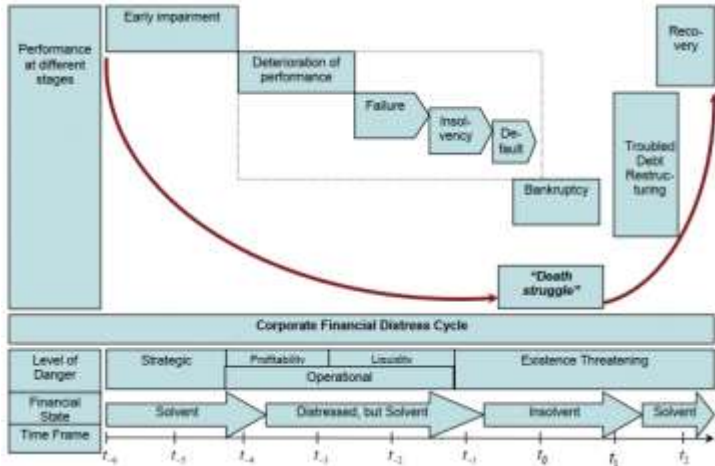 Performance
at different
stages
Early impairment
Deterioration of
performance
Failure
Insol-
vency
De-
fault
Bankruptcy
"Death
struggle"
Troubled
Debt
Restruc-
turing
Reco-
very
Corporate Financial Distress Cycle
Level of
Danger
Strategic
Profitability
Liquidity
Operational
Existence Threatening
Financial
State
Solvent
Distressed, but Solvent
Insolvent
Solvent
Time Frame
t-6 t-5 t-4 t-3 t-2 t-1 t0 t1 t2